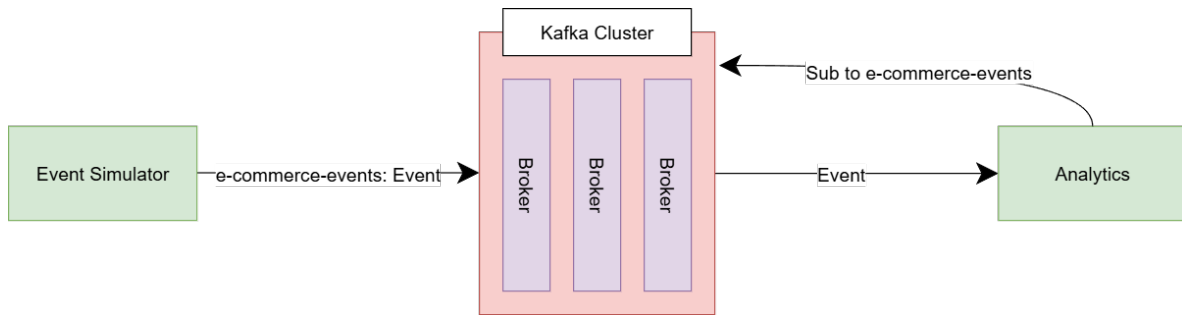 Kafka Cluster
Sub to e-commerce-events
Event Simulator
e-commerce-events: Event
Broker
Broker
Broker
Event
Analytics